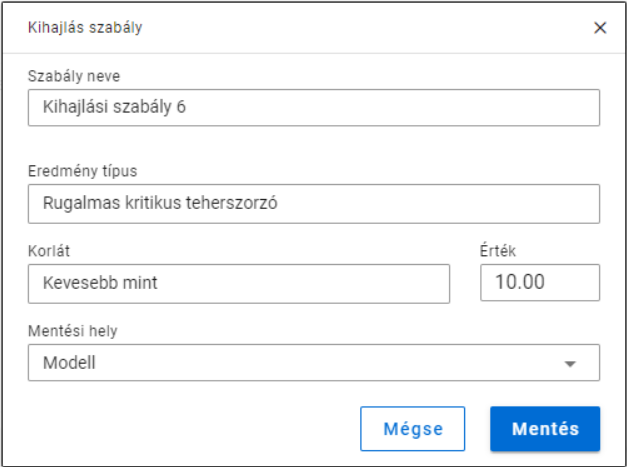 Kihajlás szabály
Szabály neve
Kihajlási szabály 6
Eredmény típus
Rugalmas kritikus teherszorzó
Korlát Érték
Kevesebb mint 10.00
Mentési hely
Modell
Mégse Mentés